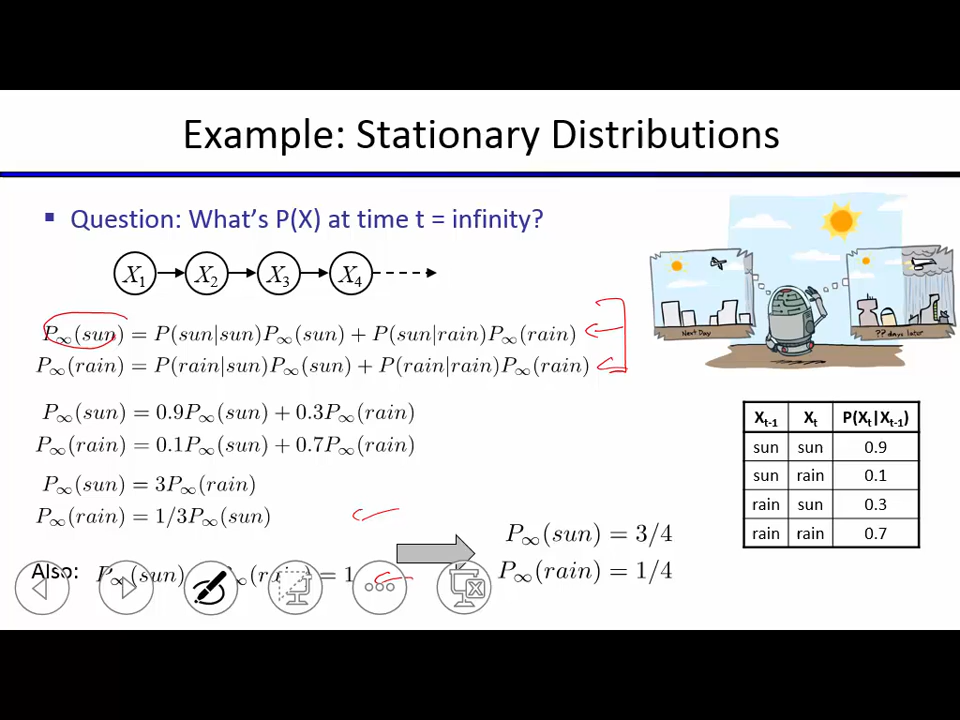 Example: Stationary Distributions
▪ Question: What's P(X) at time t = infinity?
X₁ X₂ X₃ X₄
P∞(sun) = P(sun|sun)P∞(sun) + P(sun|rain)P∞(rain)
P∞(rain) = P(rain|sun)P∞(sun) + P(rain|rain)P∞(rain)
P∞(sun) = 0.9P∞(sun) + 0.3P∞(rain)
P∞(rain) = 0.1P∞(sun) + 0.7P∞(rain)
P∞(sun) = 3P∞(rain)
P∞(rain) = 1/3P∞(sun)
Also: P∞(sun) P∞(rain) = 1
P∞(sun) = 3/4
P∞(rain) = 1/4
Next Day
?? days later
Xₜ₋₁ Xₜ P(Xₜ|Xₜ₋₁)
sun sun 0.9
sun rain 0.1
rain sun 0.3
rain rain 0.7